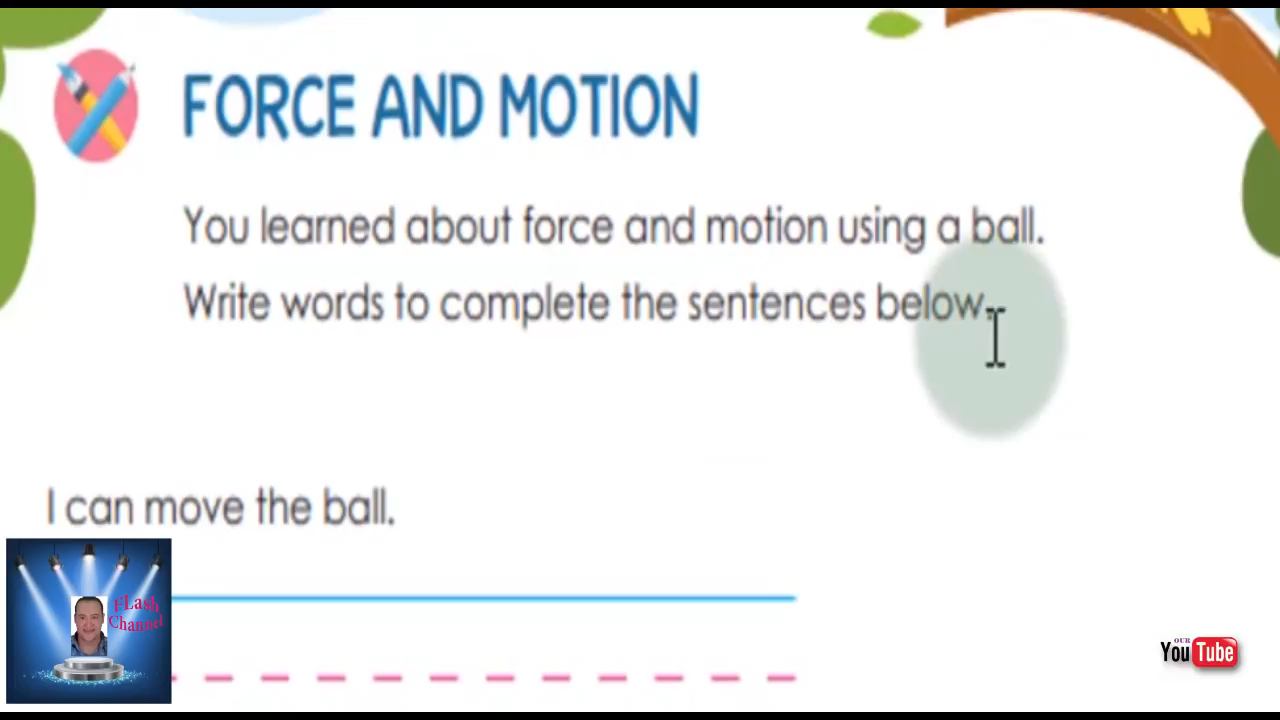 FORCE AND MOTION
You learned about force and motion using a ball.
Write words to complete the sentences below.
I can move the ball.
FLash
Channel
OUR
YouTube